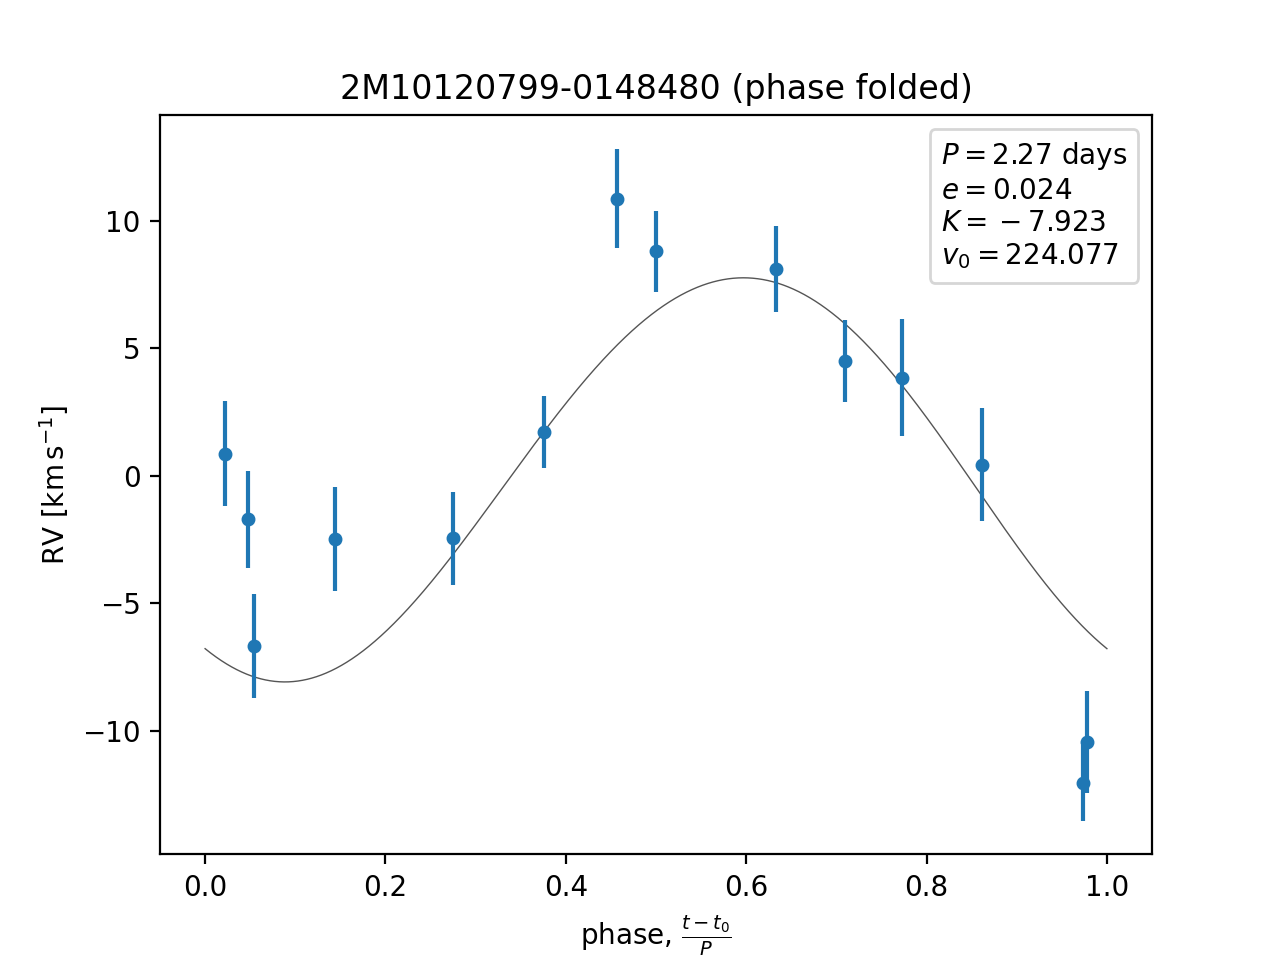 2M10120799-0148480 (phase folded)
P = 2.27 days
e = 0.024
K = −7.923
v₀ = 224.077
RV [km s⁻¹]
10
5
0
−5
−10
0.0 0.2 0.4 0.6 0.8 1.0
phase, (t − t₀)/P